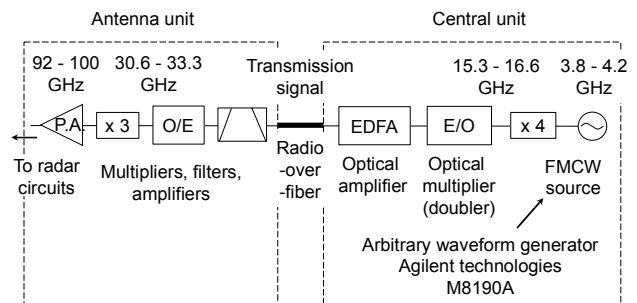 Antenna unit
Central unit
92 - 100
GHz
30.6 - 33.3
GHz
Transmission
signal
15.3 - 16.6
GHz
3.8 - 4.2
GHz
P.A.
x 3
O/E
EDFA
E/O
x 4
To radar
circuits
Multipliers, filters,
amplifiers
Radio
-over
-fiber
Optical
amplifier
Optical
multiplier
(doubler)
FMCW
source
Arbitrary waveform generator
Agilent technologies
M8190A